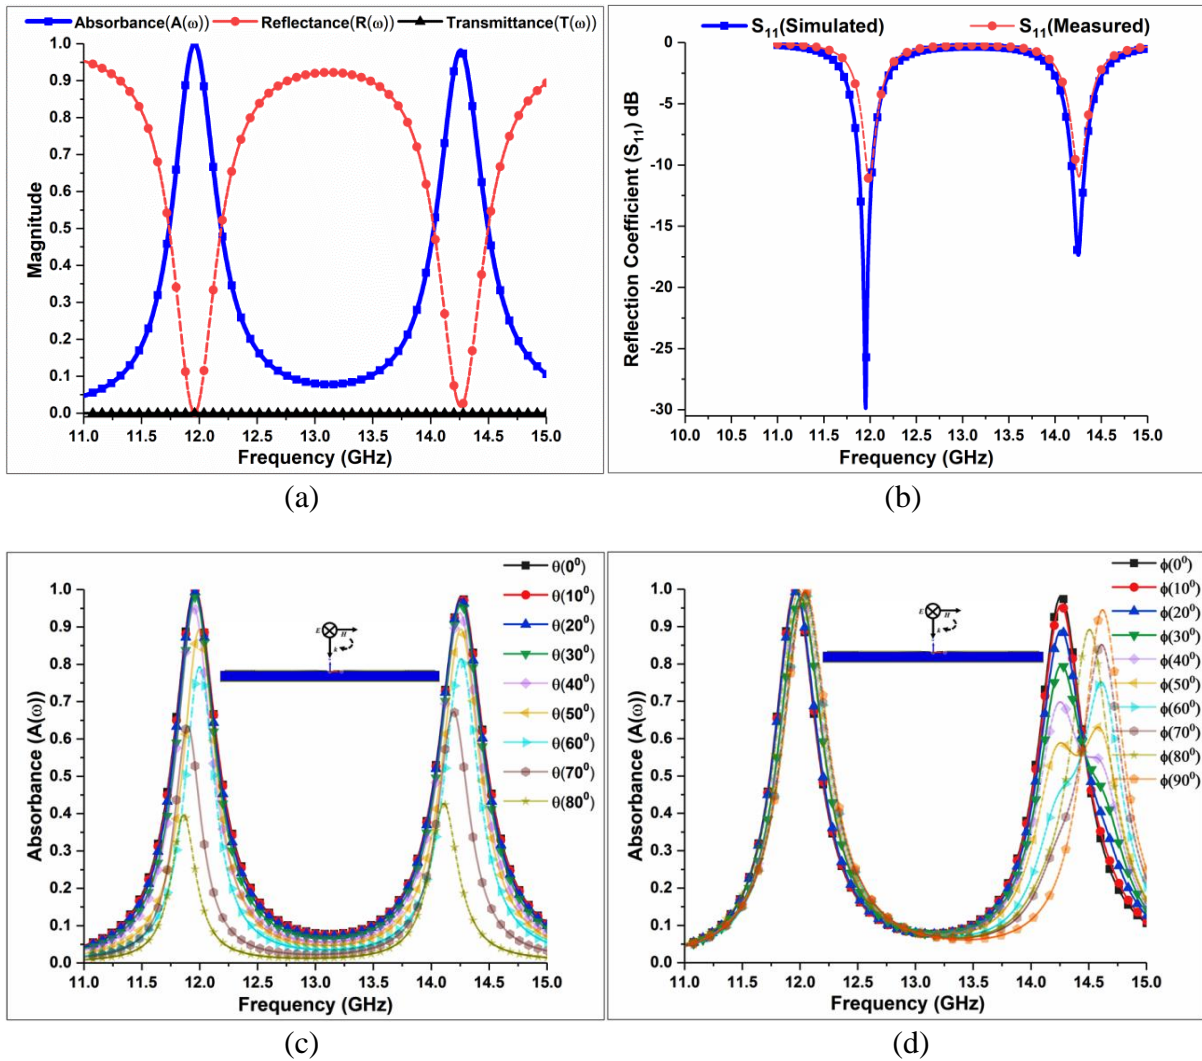 Absorbance(A(ω)) Reflectance(R(ω)) Transmittance(T(ω))
1.0
0.9
0.8
0.7
0.6
0.5
0.4
0.3
0.2
0.1
0.0
Magnitude
11.0 11.5 12.0 12.5 13.0 13.5 14.0 14.5 15.0
Frequency (GHz)
(a)
S11(Simulated) S11(Measured)
0
-5
-10
-15
-20
-25
-30
Reflection Coefficient (S11) dB
10.0 10.5 11.0 11.5 12.0 12.5 13.0 13.5 14.0 14.5 15.0
Frequency (GHz)
(b)
1.0
0.9
0.8
0.7
0.6
0.5
0.4
0.3
0.2
0.1
0.0
Absorbance (A(ω))
E
H
k
θ(0⁰)
θ(10⁰)
θ(20⁰)
θ(30⁰)
θ(40⁰)
θ(50⁰)
θ(60⁰)
θ(70⁰)
θ(80⁰)
11.0 11.5 12.0 12.5 13.0 13.5 14.0 14.5 15.0
Frequency (GHz)
(c)
1.0
0.9
0.8
0.7
0.6
0.5
0.4
0.3
0.2
0.1
0.0
Absorbance (A(ω))
E
H
k
ϕ(0⁰)
ϕ(10⁰)
ϕ(20⁰)
ϕ(30⁰)
ϕ(40⁰)
ϕ(50⁰)
ϕ(60⁰)
ϕ(70⁰)
ϕ(80⁰)
ϕ(90⁰)
11.0 11.5 12.0 12.5 13.0 13.5 14.0 14.5 15.0
Frequency (GHz)
(d)